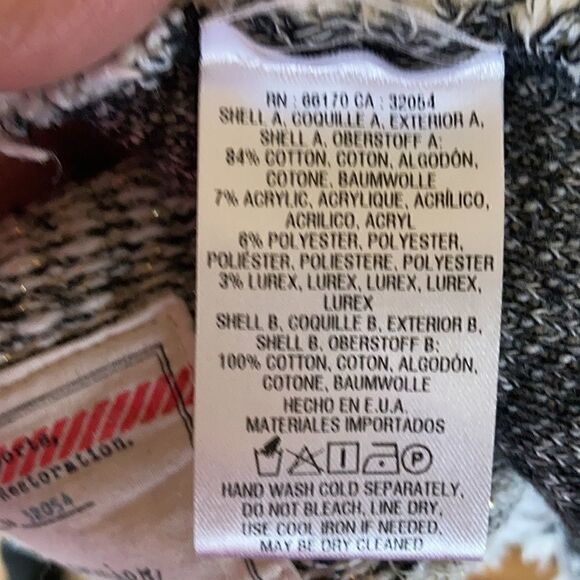 RN : 66170 CA : 32054
SHELL A, COQUILLE A, EXTERIOR A,
SHELL A, OBERSTOFF A:
84% COTTON, COTON, ALGODÓN,
COTONE, BAUMWOLLE
7% ACRYLIC, ACRYLIQUE, ACRÍLICO,
ACRILICO, ACRYL
6% POLYESTER, POLYESTER,
POLIÉSTER, POLIESTERE, POLYESTER
3% LUREX, LUREX, LUREX, LUREX,
LUREX
SHELL B, COQUILLE B, EXTERIOR B,
SHELL B, OBERSTOFF B:
100% COTTON, COTON, ALGODÓN,
COTONE, BAUMWOLLE
HECHO EN E.U.A.
MATERIALES IMPORTADOS
P
HAND WASH COLD SEPARATELY,
DO NOT BLEACH, LINE DRY,
USE COOL IRON IF NEEDED,
MAY BE DRY CLEANED
Restoration.
32054